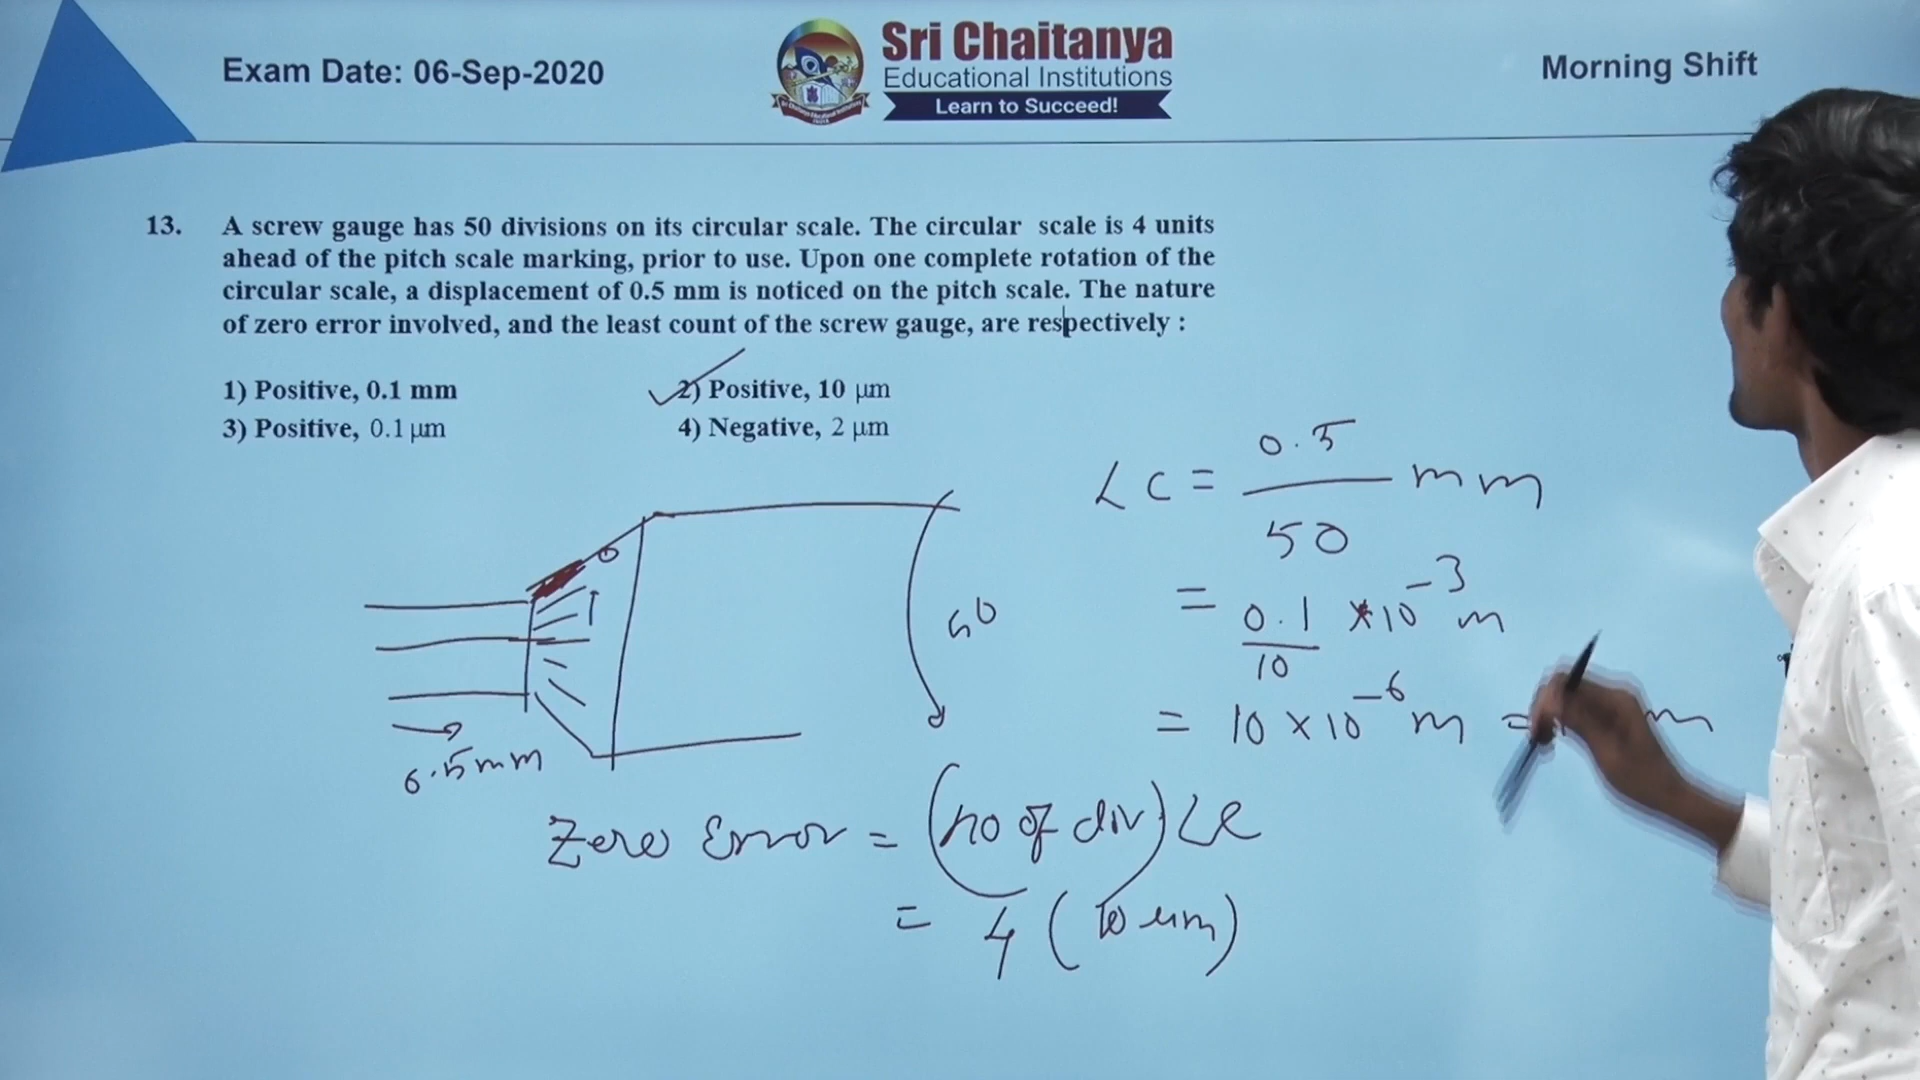 Exam Date: 06-Sep-2020
Sri Chaitanya
Educational Institutions
Learn to Succeed!
Morning Shift
13. A screw gauge has 50 divisions on its circular scale. The circular scale is 4 units
ahead of the pitch scale marking, prior to use. Upon one complete rotation of the
circular scale, a displacement of 0.5 mm is noticed on the pitch scale. The nature
of zero error involved, and the least count of the screw gauge, are respectively :
1) Positive, 0.1 mm 2) Positive, 10 μm
3) Positive, 0.1 μm 4) Negative, 2 μm
LC = 0.5/50 mm
= 0.1/10 × 10⁻³ m
= 10 × 10⁻⁶ m = m
0
50
0.5 mm
Zero Error = (no of div) LC
= 4 (10 μm)